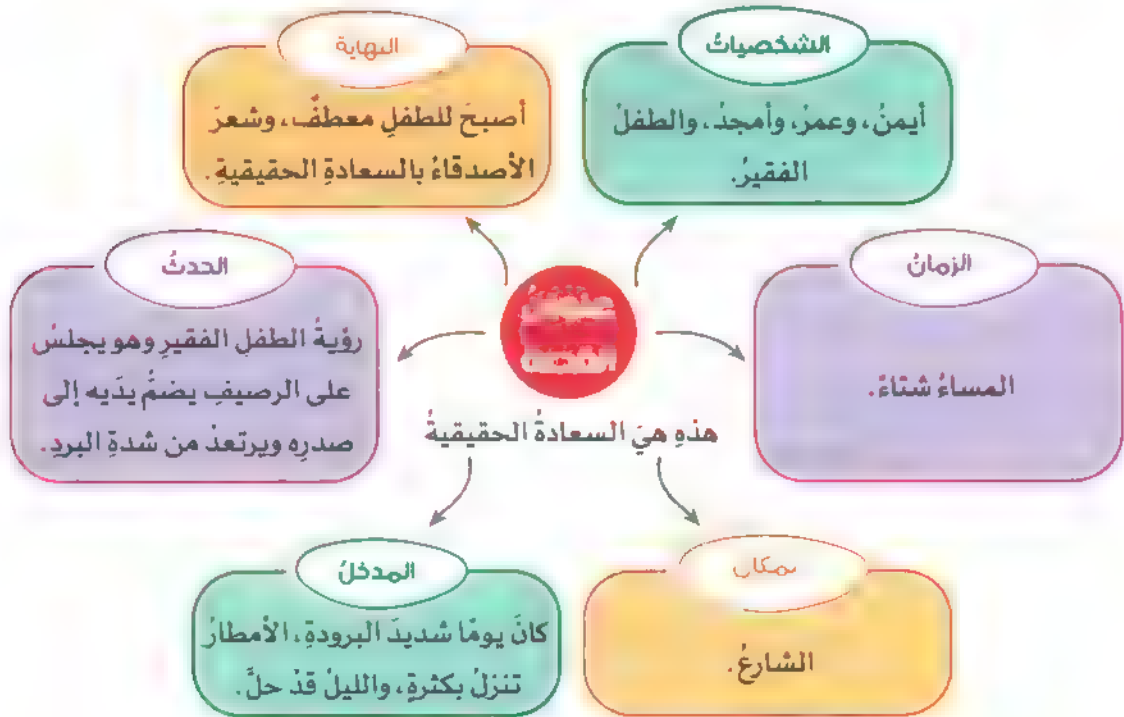 الشخصياتُ
أيمنُ، وعمرُ، وأمجدُ، والطفلُ
الفقيرُ.
النهاية
أصبحَ للطفلِ معطفٌ، وشعرَ
الأصدقاءُ بالسعادةِ الحقيقيةِ.
الزمانُ
المساءُ شتاءً.
الحدثُ
رؤيةُ الطفلِ الفقيرِ وهو يجلسُ
على الرصيفِ يضمُّ يدَيه إلى
صدرِه ويرتعدُ من شدةِ البردِ.
هذهِ هيَ السعادةُ الحقيقيةُ
المدخلُ
كانَ يومًا شديدَ البرودةِ، الأمطارُ
تنزلُ بكثرةٍ، والليلُ قدْ حلَّ.
الشارعُ.